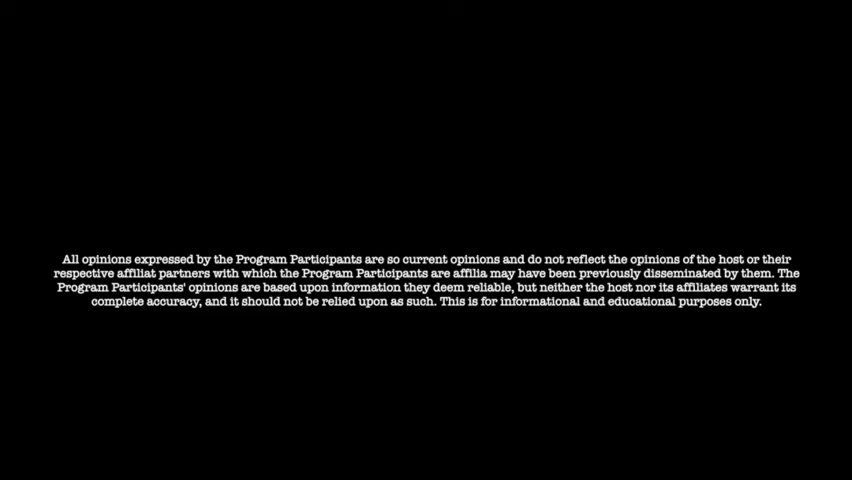 All opinions expressed by the Program Participants are so current opinions and do not reflect the opinions of the host or their
respective affiliat partners with which the Program Participants are affilia may have been previously disseminated by them. The
Program Participants' opinions are based upon information they deem reliable, but neither the host nor its affiliates warrant its
complete accuracy, and it should not be relied upon as such. This is for informational and educational purposes only.